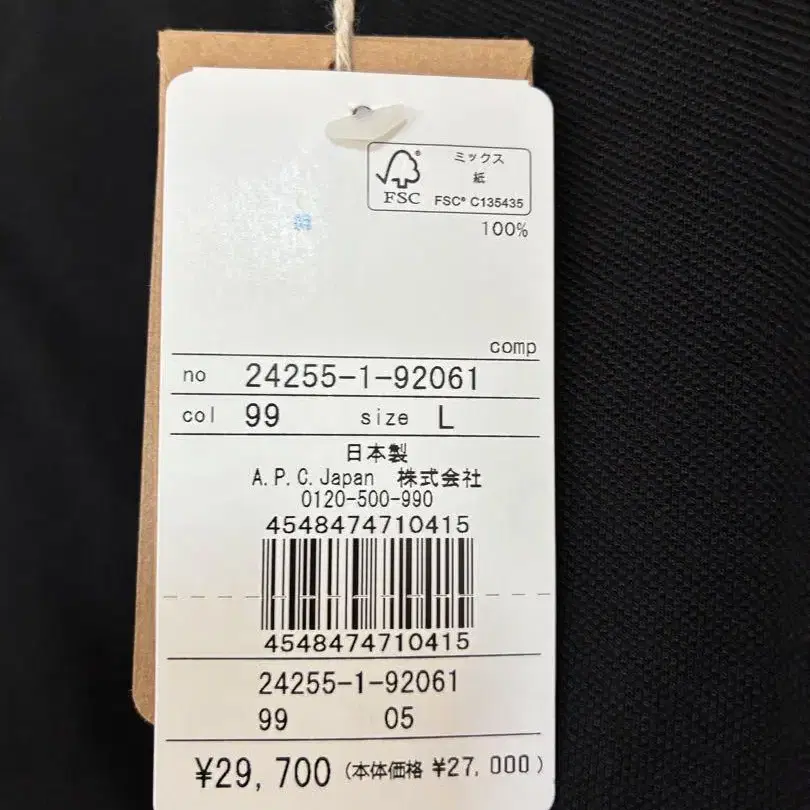 ミックス
紙
FSC
FSC® C135435
100%
comp
no 24255-1-92061
col 99 size L
日本製
A.P.C.Japan 株式会社
0120-500-990
4548474710415
4548474710415
24255-1-92061
99 05
¥29,700 (本体価格 ¥27,000)